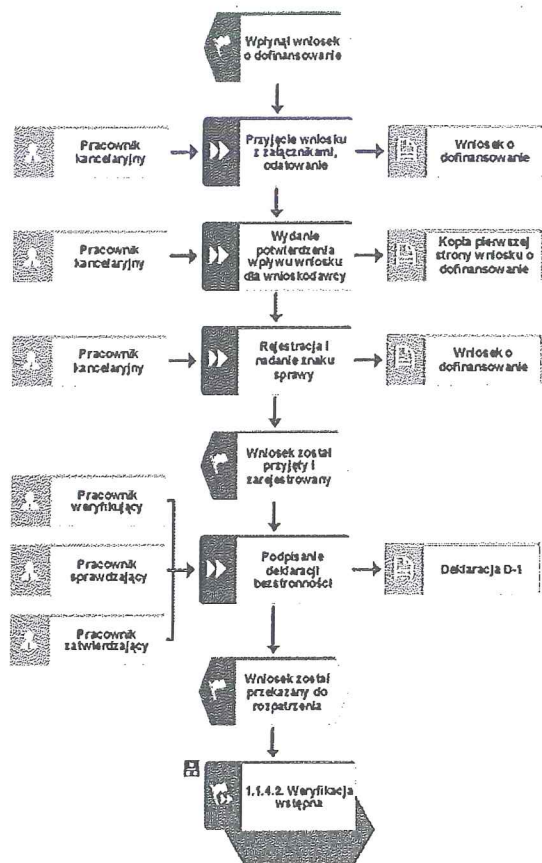 Wpłynął wniosek
o dofinansowanie
Pracownik
kancelaryjny
Przyjęcie wniosku
z załącznikami,
odatowanie
Wniosek o
dofinansowanie
Pracownik
kancelaryjny
Wydanie
potwierdzenia
wpływu wniosku
dla wnioskodawcy
Kopia pierwszej
strony wniosku o
dofinansowanie
Pracownik
kancelaryjny
Rejestracja i
nadanie znaku
sprawy
Wniosek o
dofinansowanie
Wniosek został
przyjęty i
zarejestrowany
Pracownik
weryfikujący
Pracownik
sprawdzający
Pracownik
zatwierdzający
Podpisanie
deklaracji
bezstronności
Deklaracja D-1
Wniosek został
przekazany do
rozpatrzenia
1.1.4.2. Weryfikacja
wstępna